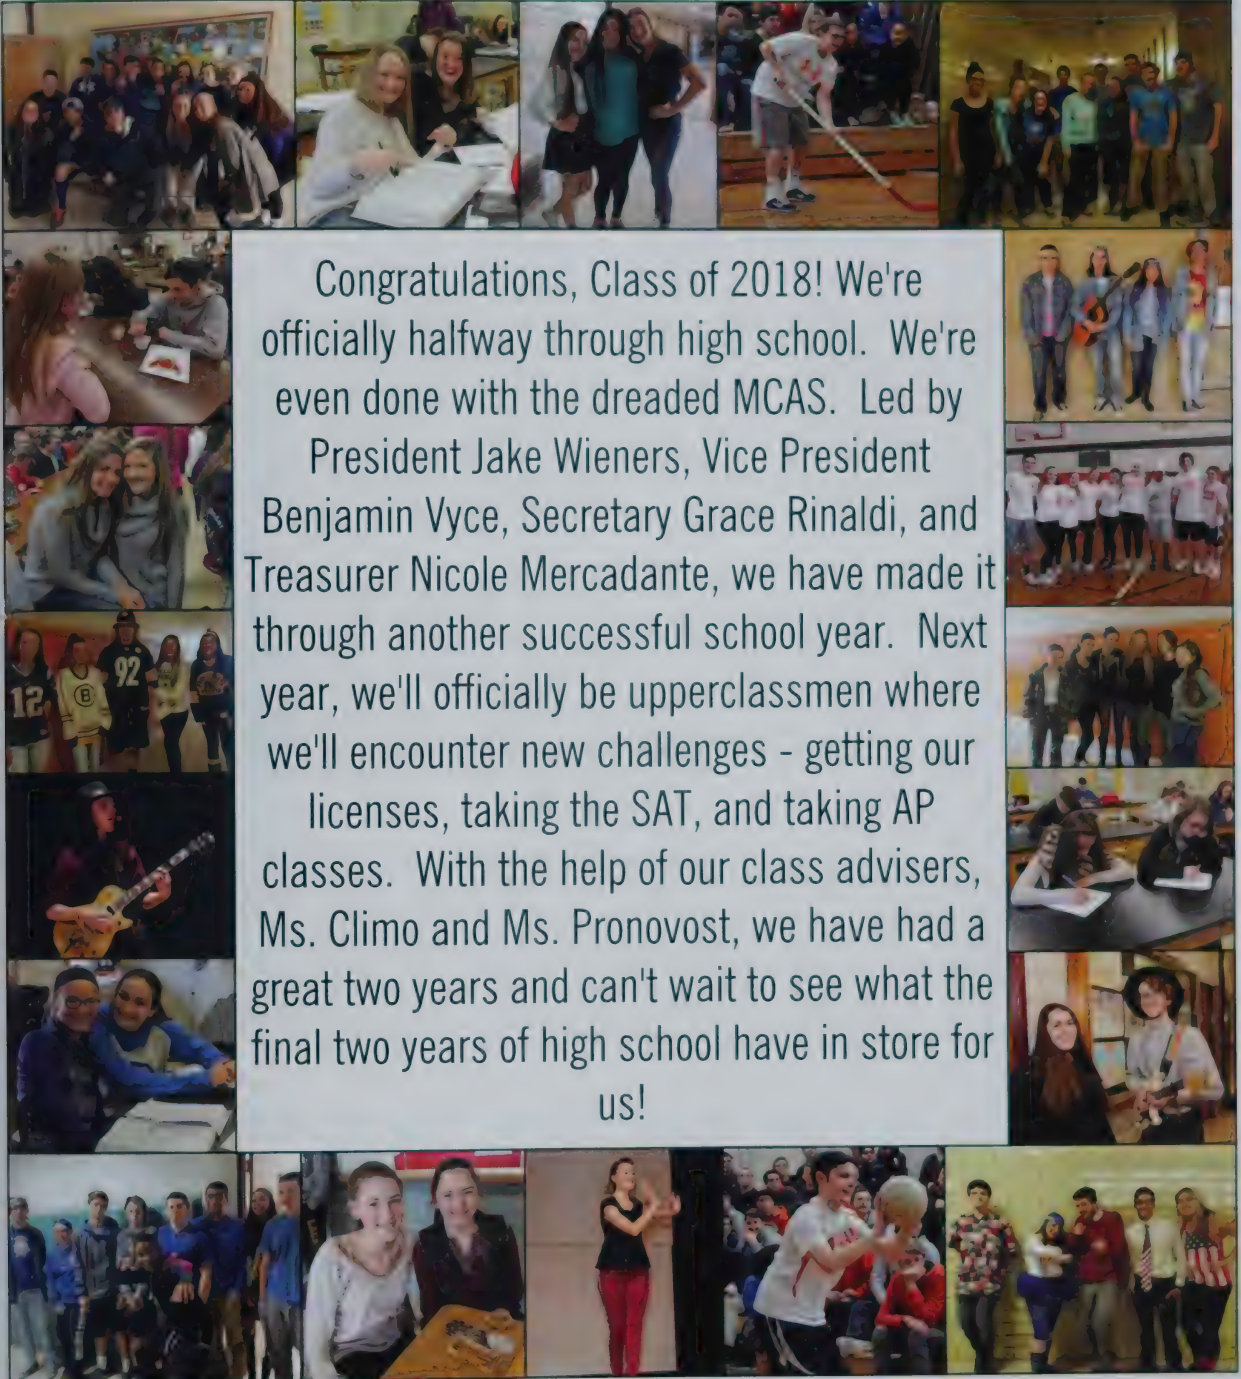 Congratulations, Class of 2018! We're
officially halfway through high school.  We're
even done with the dreaded MCAS.  Led by
President Jake Wieners, Vice President
Benjamin Vyce, Secretary Grace Rinaldi, and
Treasurer Nicole Mercadante, we have made it
through another successful school year.  Next
year, we'll officially be upperclassmen where
we'll encounter new challenges - getting our
licenses, taking the SAT, and taking AP
classes.  With the help of our class advisers,
Ms. Climo and Ms. Pronovost, we have had a
great two years and can't wait to see what the
final two years of high school have in store for
us!
12
B
92